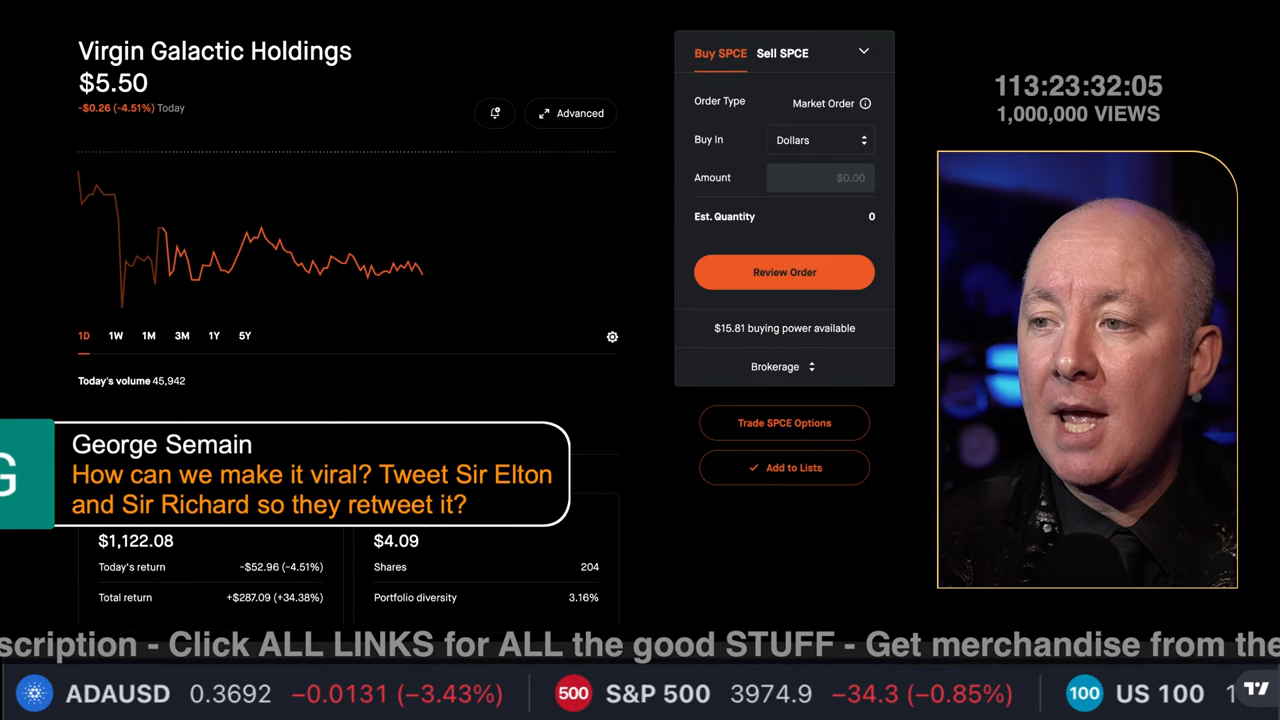 Virgin Galactic Holdings
$5.50
-$0.26 (-4.51%) Today
Advanced
1D 1W 1M 3M 1Y 5Y
Today's volume 45,942
G
George Semain
How can we make it viral? Tweet Sir Elton
and Sir Richard so they retweet it?
$1,122.08
Today's return -$52.96 (-4.51%)
Total return +$287.09 (+34.38%)
$4.09
Shares 204
Portfolio diversity 3.16%
Buy SPCE Sell SPCE
Order Type Market Order
Buy In Dollars
Amount $0.00
Est. Quantity 0
Review Order
$15.81 buying power available
Brokerage
Trade SPCE Options
Add to Lists
113:23:32:05
1,000,000 VIEWS
scription - Click ALL LINKS for ALL the good STUFF - Get merchandise from the
ADAUSD 0.3692 −0.0131 (−3.43%) 500 S&P 500 3974.9 −34.3 (−0.85%) 100 US 100 1